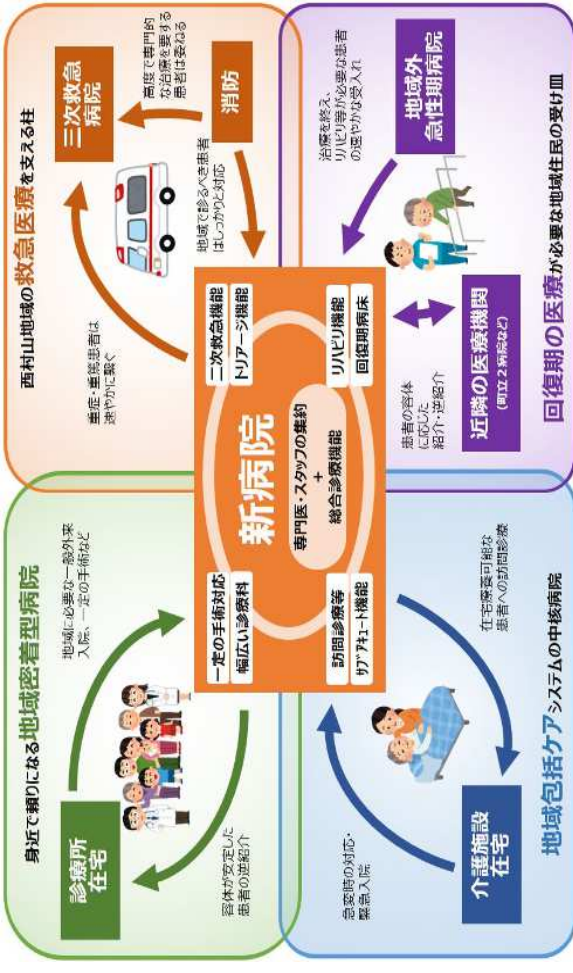 身近で頼りになる地域密着型病院
診療所
在宅
地域に必要な一般外来
入院、一定の手術など
容体が安定した
患者の逆紹介
西村山地域の救急医療を支える柱
三次救急
病院
消防
高度で専門的
な治療を要する
患者は委ねる
地域で診るべき患者
はしっかりと対応
重症・重篤患者は
速やかに繋ぐ
新病院
専門医・スタッフの集約
+
総合診療機能
一定の手術対応
幅広い診療科
二次救急機能
トリアージ機能
訪問診療等
サブアキュート機能
リハビリ機能
回復期病床
介護施設
在宅
急変時の対応・
緊急入院
在宅療養可能な
患者への訪問診療
地域包括ケアシステムの中核病院
地域外
急性期病院
治療を終え、
リハビリ等が必要な患者
の速やかな受入れ
近隣の医療機関
(町立2病院など)
患者の容体
に応じた
紹介・逆紹介
回復期の医療が必要な地域住民の受け皿